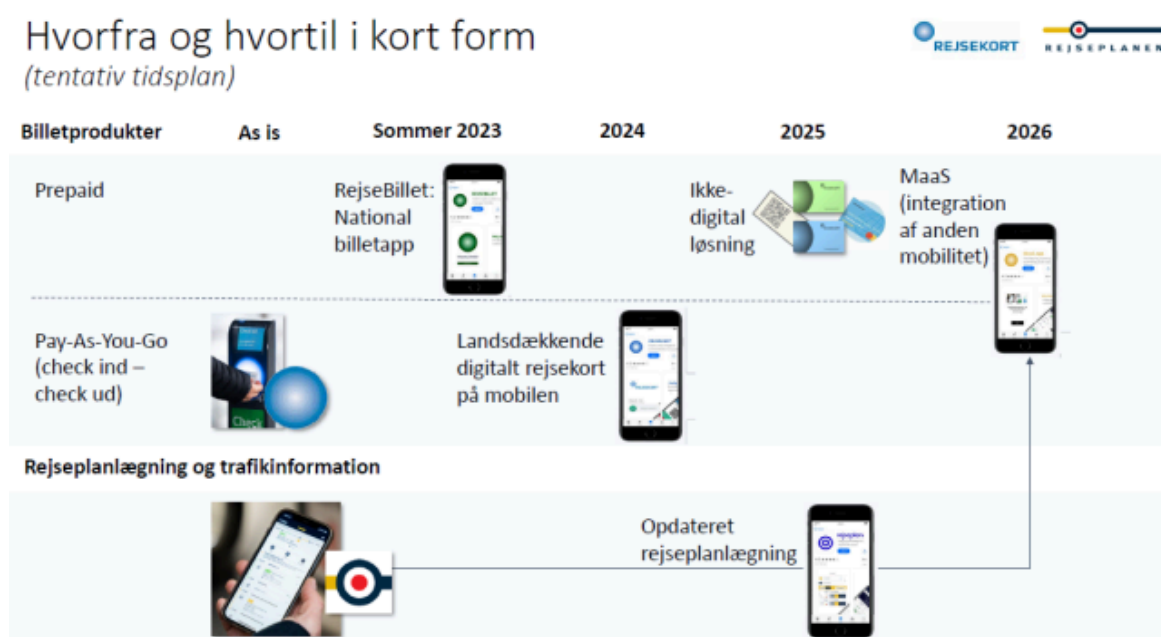 Hvorfra og hvortil i kort form
(tentativ tidsplan)
REJSEKORT
REJSEPLANEN
Billetprodukter As is Sommer 2023 2024 2025 2026
Prepaid
RejseBillet:
National
billetapp
Ikke-
digital
løsning
MaaS
(integration
af anden
mobilitet)
Pay-As-You-Go
(check ind –
check ud)
Check
Landsdækkende
digitalt rejsekort
på mobilen
Rejseplanlægning og trafikinformation
Opdateret
rejseplanlægning